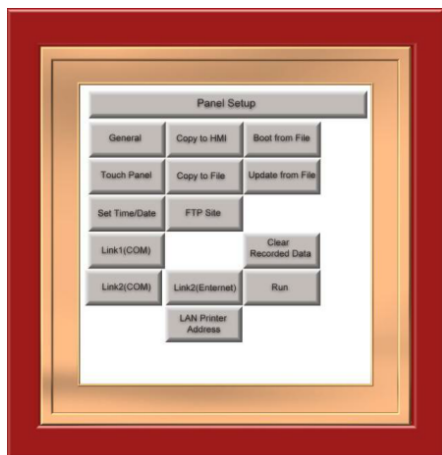 Panel Setup
General Copy to HMI Boot from File
Touch Panel Copy to File Update from File
Set Time/Date FTP Site
Link1(COM) Clear
Recorded Data
Link2(COM) Link2(Enternet) Run
LAN Printer
Address